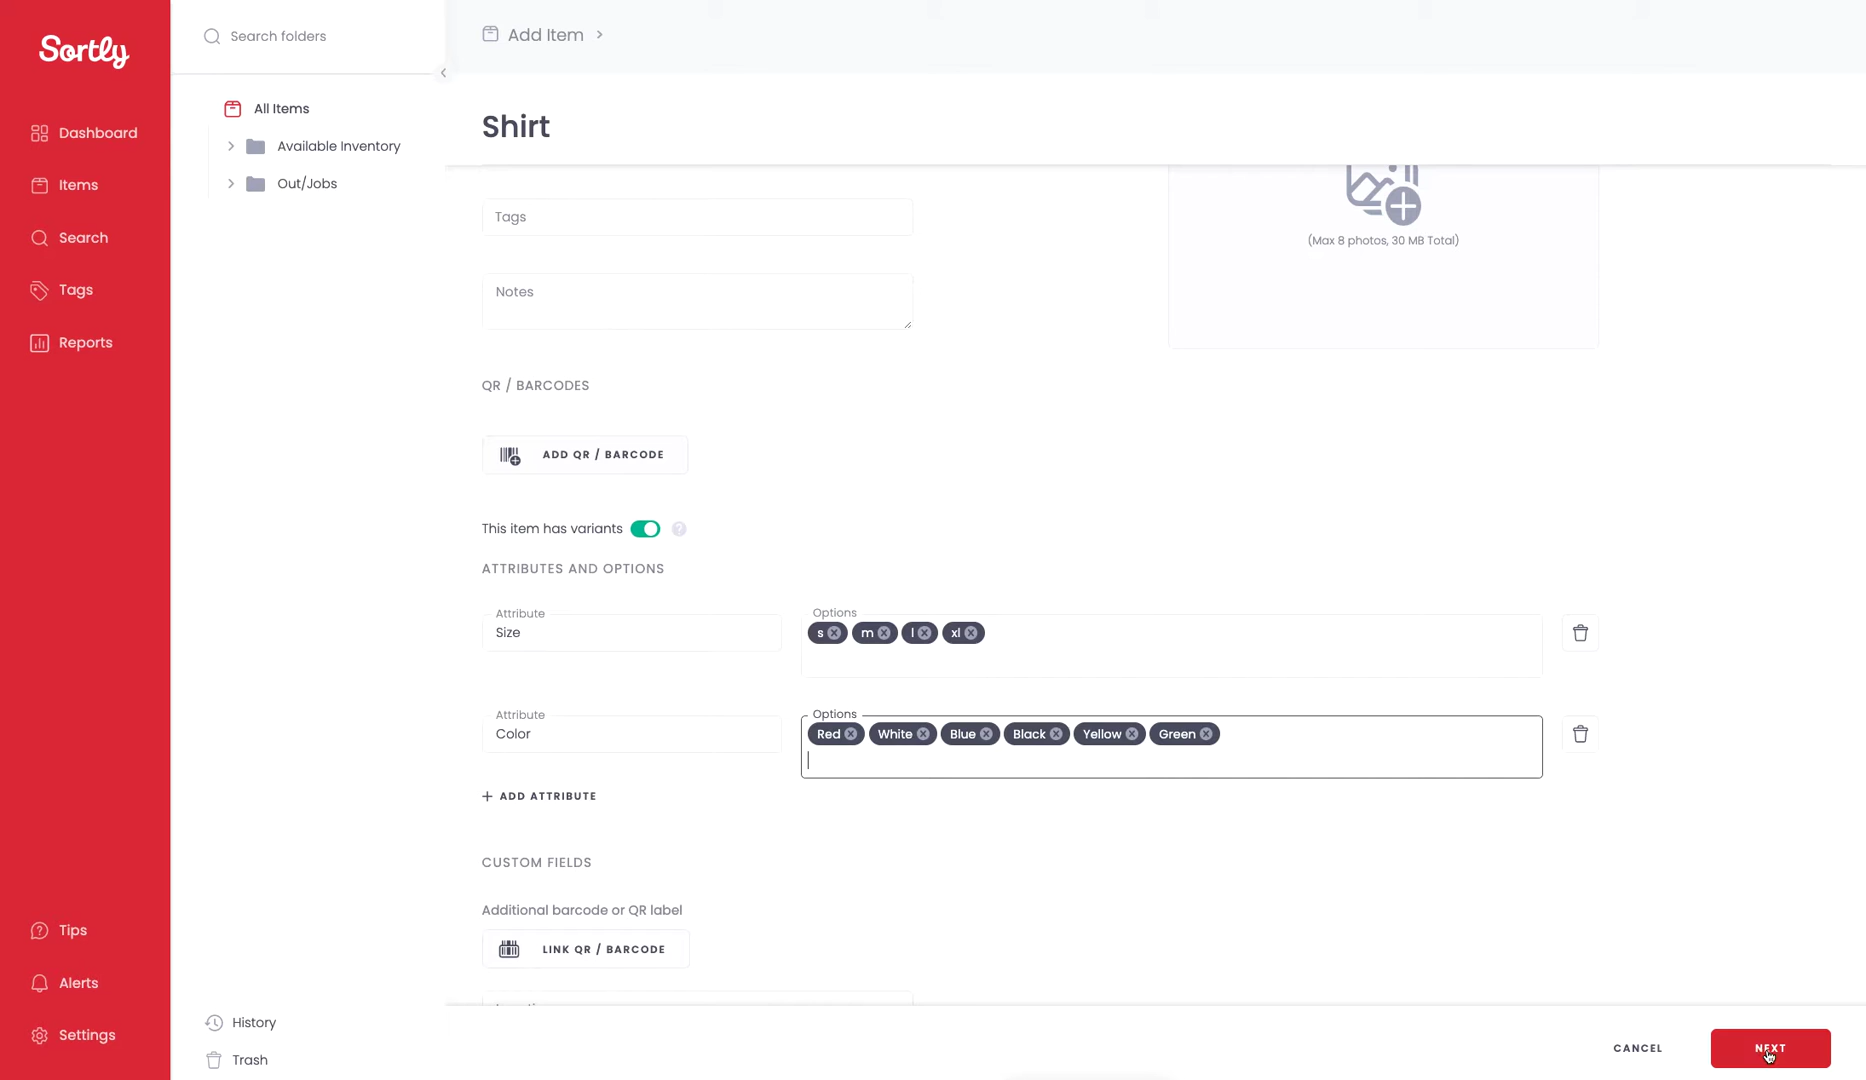 Sortly
Search folders
Add Item >
Dashboard
Items
Search
Tags
Reports
All Items
Available Inventory
Out/Jobs
Shirt
(Max 8 photos, 30 MB Total)
Tags
Notes
QR / BARCODES
ADD QR / BARCODE
This item has variants ?
ATTRIBUTES AND OPTIONS
Attribute
Size
Options
s m l xl
Attribute
Color
Options
Red White Blue Black Yellow Green
+ ADD ATTRIBUTE
CUSTOM FIELDS
Additional barcode or QR label
LINK QR / BARCODE
Tips
Alerts
Settings
History
Trash
CANCEL
NEXT